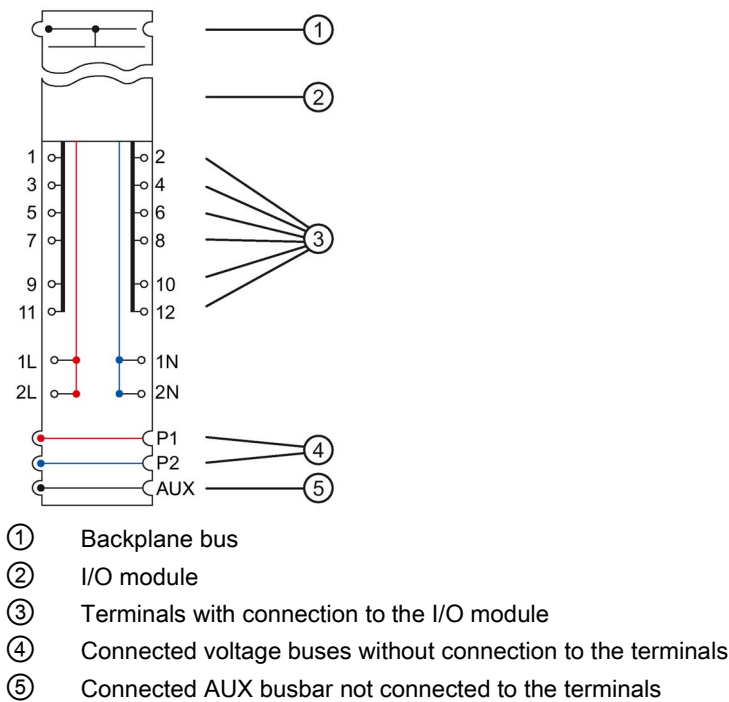 ①
②
1 2
3 4
5 6
7 8
③
9 10
11 12
1L 1N
2L 2N
P1
④
P2
AUX ⑤
① Backplane bus
② I/O module
③ Terminals with connection to the I/O module
④ Connected voltage buses without connection to the terminals
⑤ Connected AUX busbar not connected to the terminals